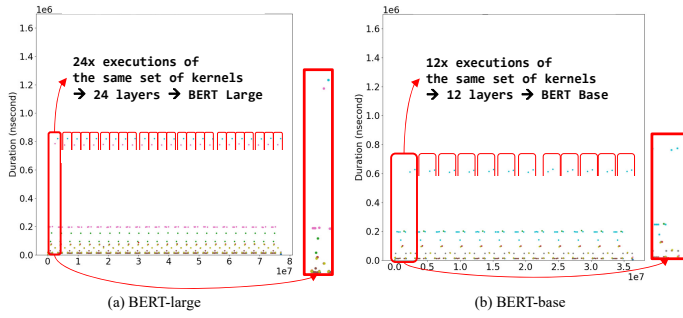 1e6
1.6
1.4
1.2
1.0
0.8
0.6
0.4
0.2
0.0
Duration (nsecond)
24x executions of
the same set of kernels
→ 24 layers → BERT Large
0 1 2 3 4 5 6 7 8
1e7
(a) BERT-large
1e6
1.6
1.4
1.2
1.0
0.8
0.6
0.4
0.2
0.0
Duration (nsecond)
12x executions of
the same set of kernels
→ 12 layers → BERT Base
0.0 0.5 1.0 1.5 2.0 2.5 3.0 3.5
1e7
(b) BERT-base